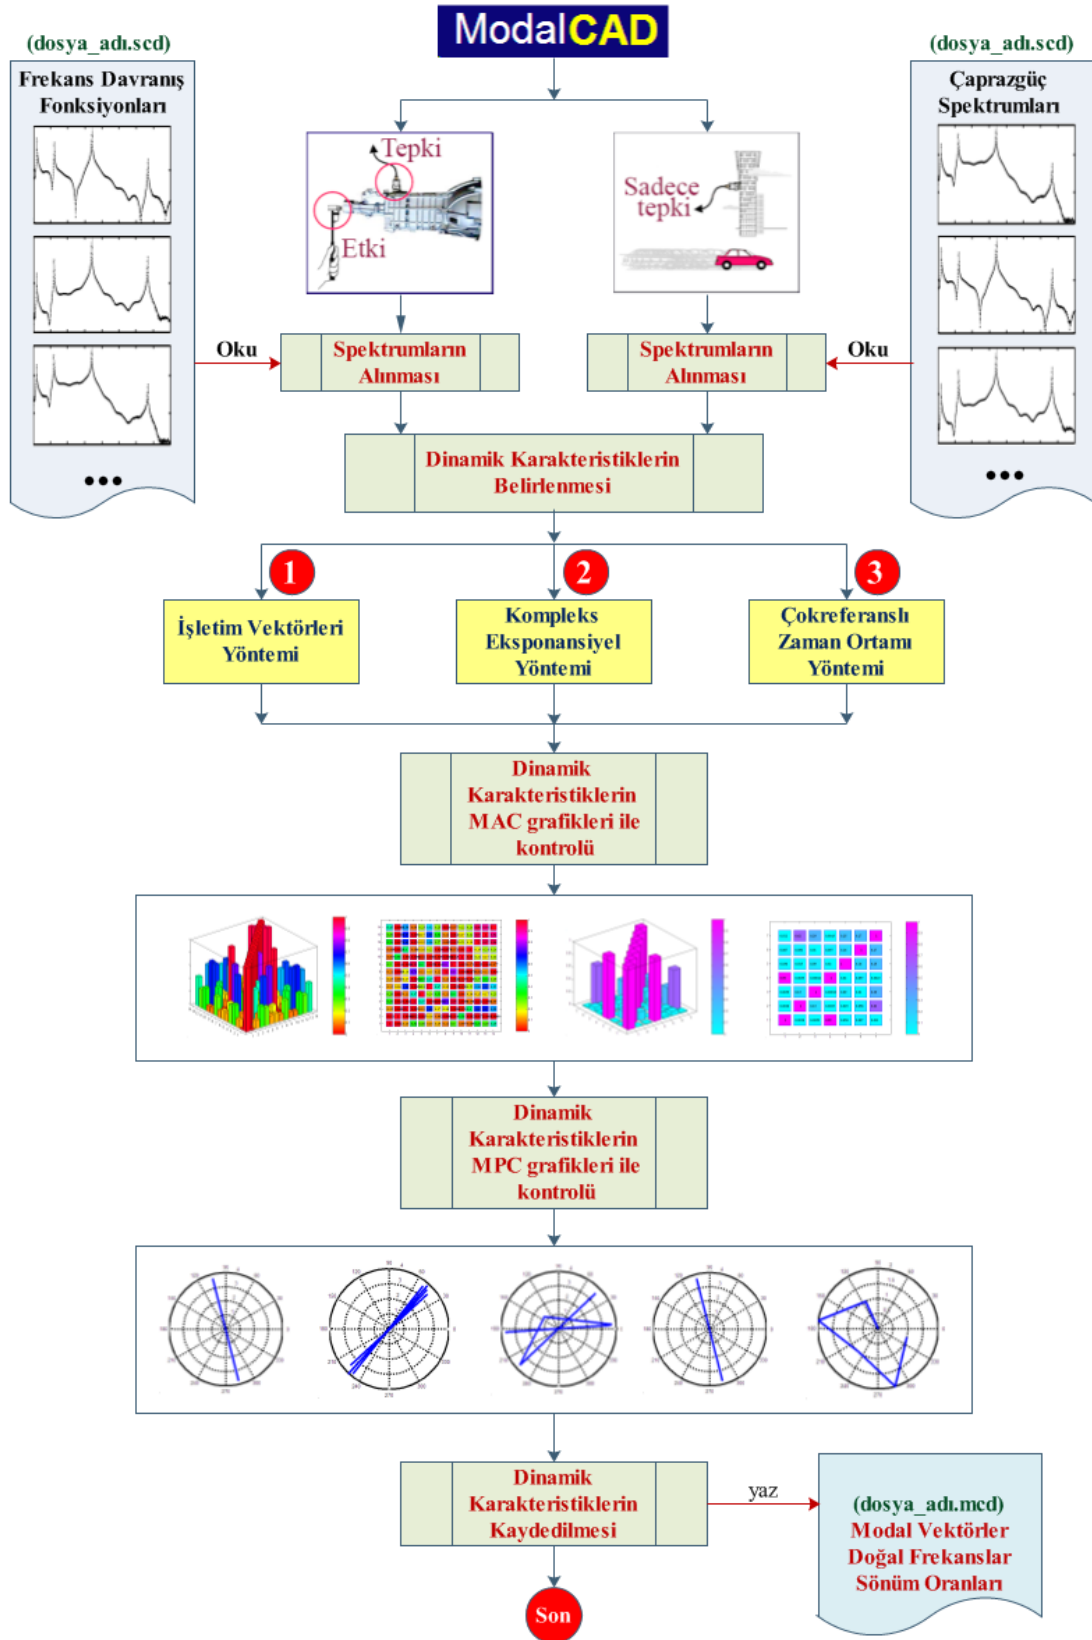 ModalCAD
(dosya_adı.scd)
Frekans Davranış
Fonksiyonları
(dosya_adı.scd)
Çaprazgüç
Spektrumları
Tepki
Etki
Sadece
tepki
Oku
Spektrumların
Alınması
Spektrumların
Alınması
Oku
Dinamik Karakteristiklerin
Belirlenmesi
1
2
3
İşletim Vektörleri
Yöntemi
Kompleks
Eksponansiyel
Yöntemi
Çokreferanslı
Zaman Ortamı
Yöntemi
Dinamik
Karakteristiklerin
MAC grafikleri ile
kontrolü
Dinamik
Karakteristiklerin
MPC grafikleri ile
kontrolü
Dinamik
Karakteristiklerin
Kaydedilmesi
yaz
(dosya_adı.mcd)
Modal Vektörler
Doğal Frekanslar
Sönüm Oranları
Son